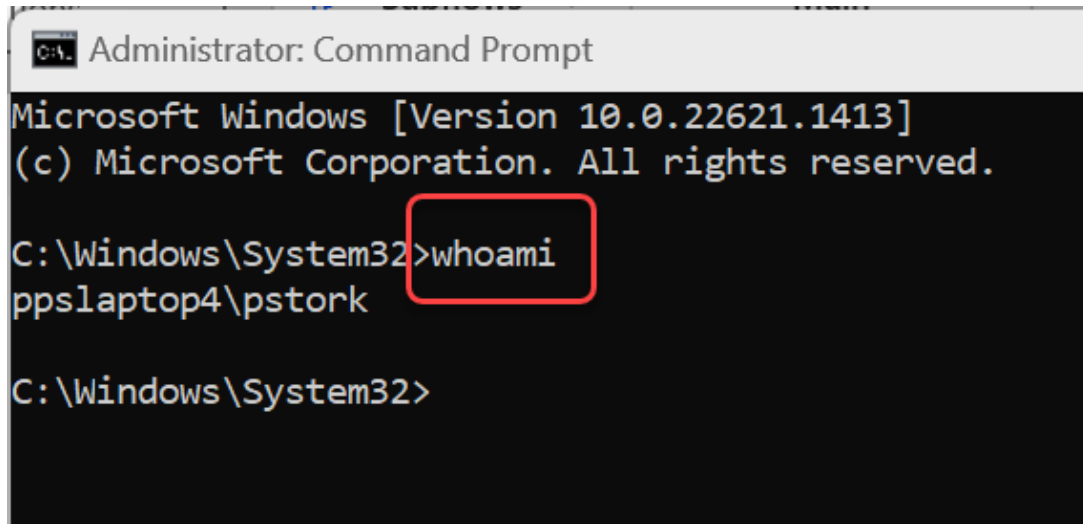 Administrator: Command Prompt
Microsoft Windows [Version 10.0.22621.1413]
(c) Microsoft Corporation. All rights reserved.
C:\Windows\System32>whoami
ppslaptop4\pstork
C:\Windows\System32>